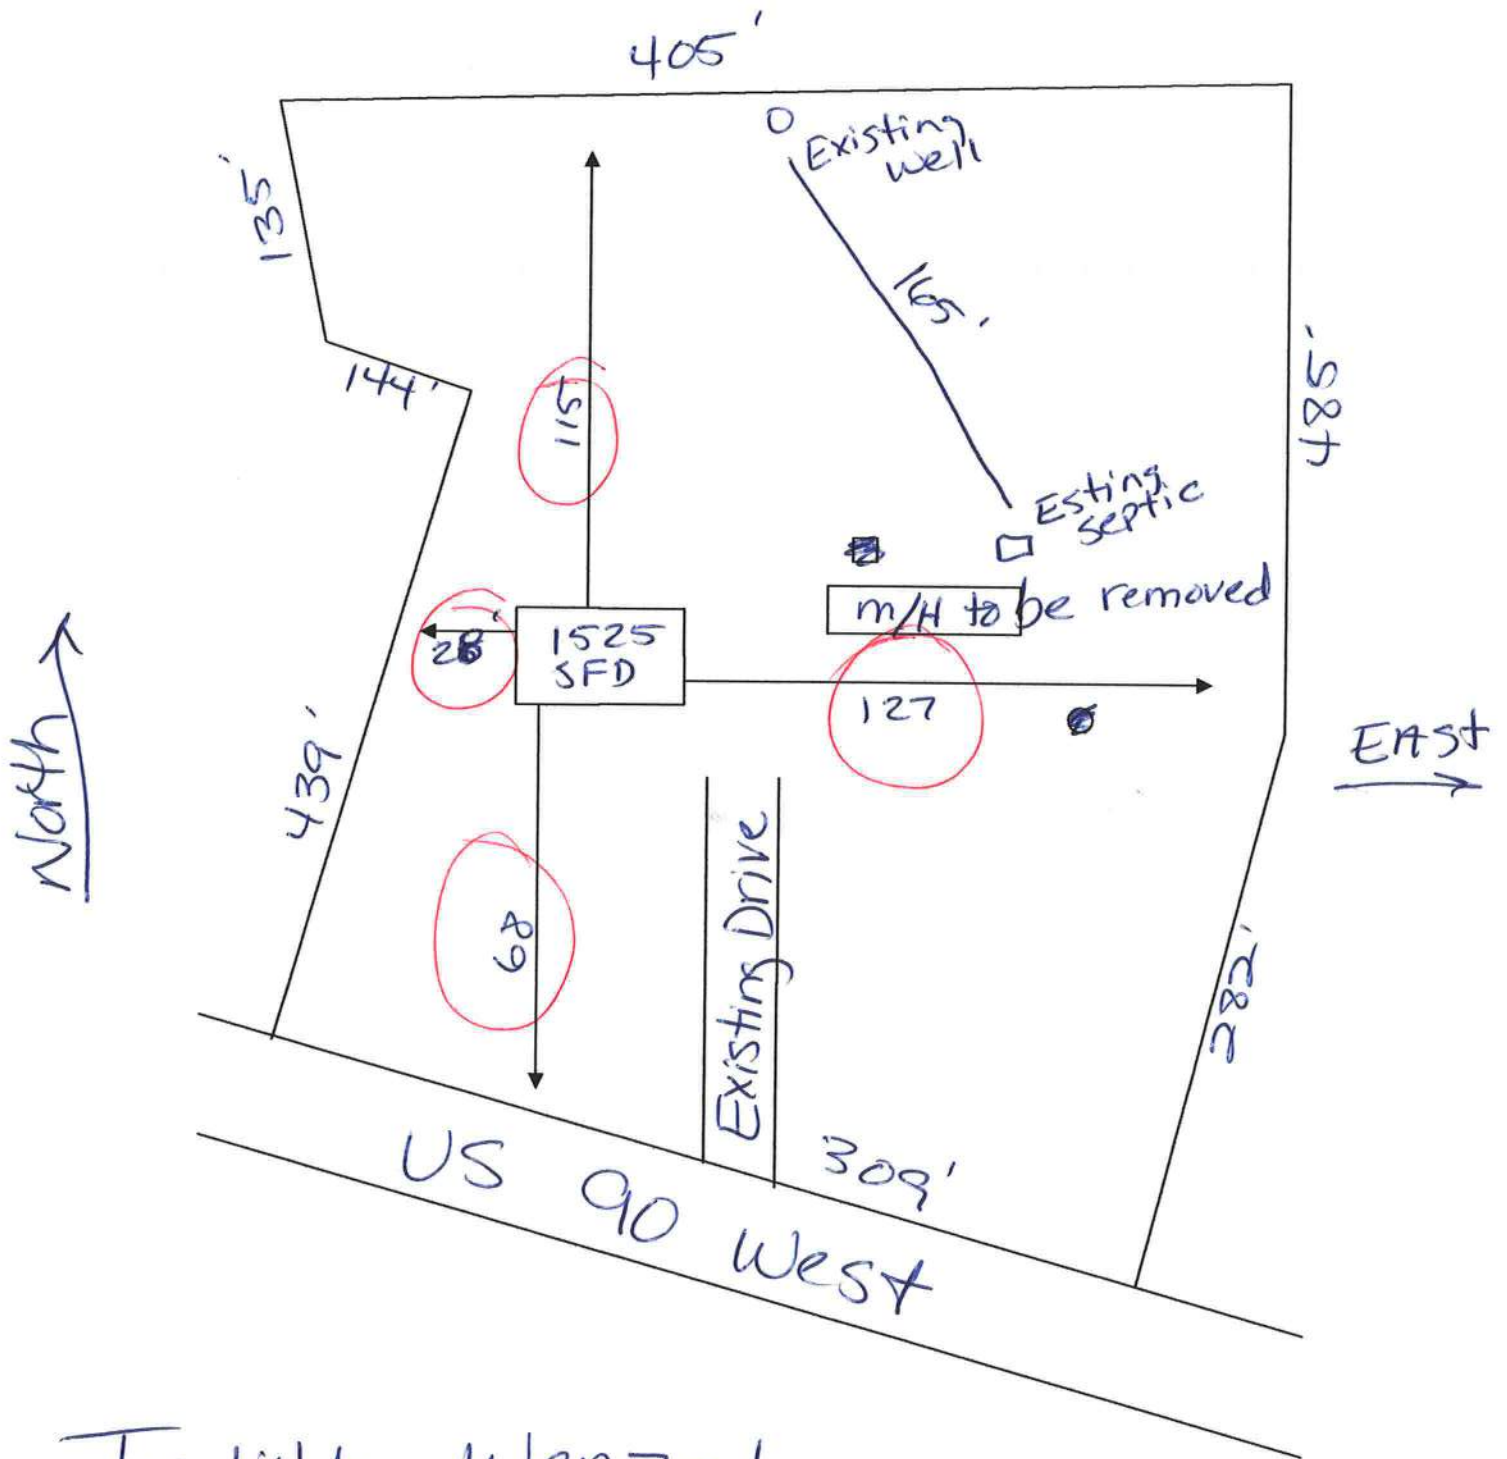 405'
Existing
well
135'
165'
144'
115
485'
Esting
septic
m/H to be removed
28'
1525
SFD
127
North
EAST
439'
68
Existing Drive
282'
309'
US 90 West